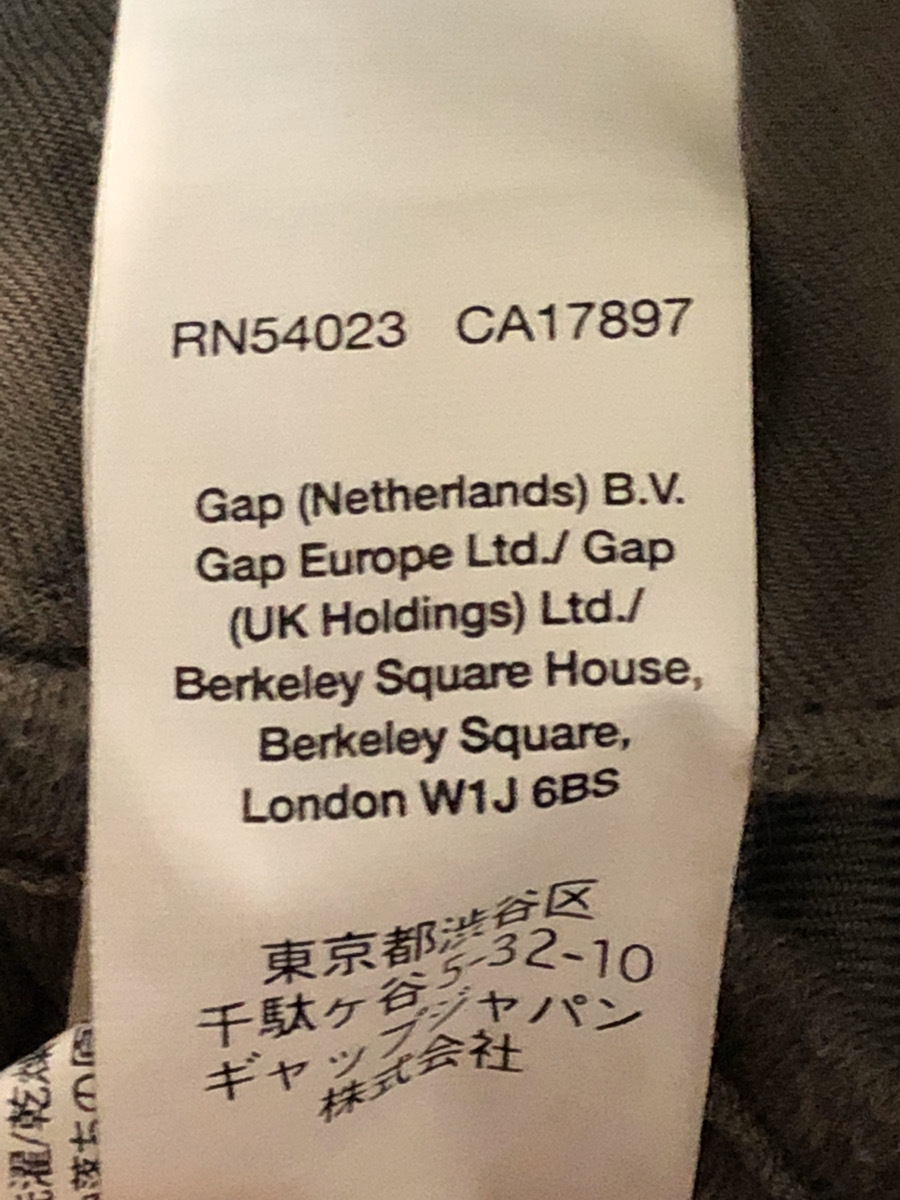 RN54023 CA17897
Gap (Netherlands) B.V.
Gap Europe Ltd./ Gap
(UK Holdings) Ltd./
Berkeley Square House,
Berkeley Square,
London W1J 6BS
東京都渋谷区
千駄ヶ谷5-32-10
ギャップジャパン
株式会社